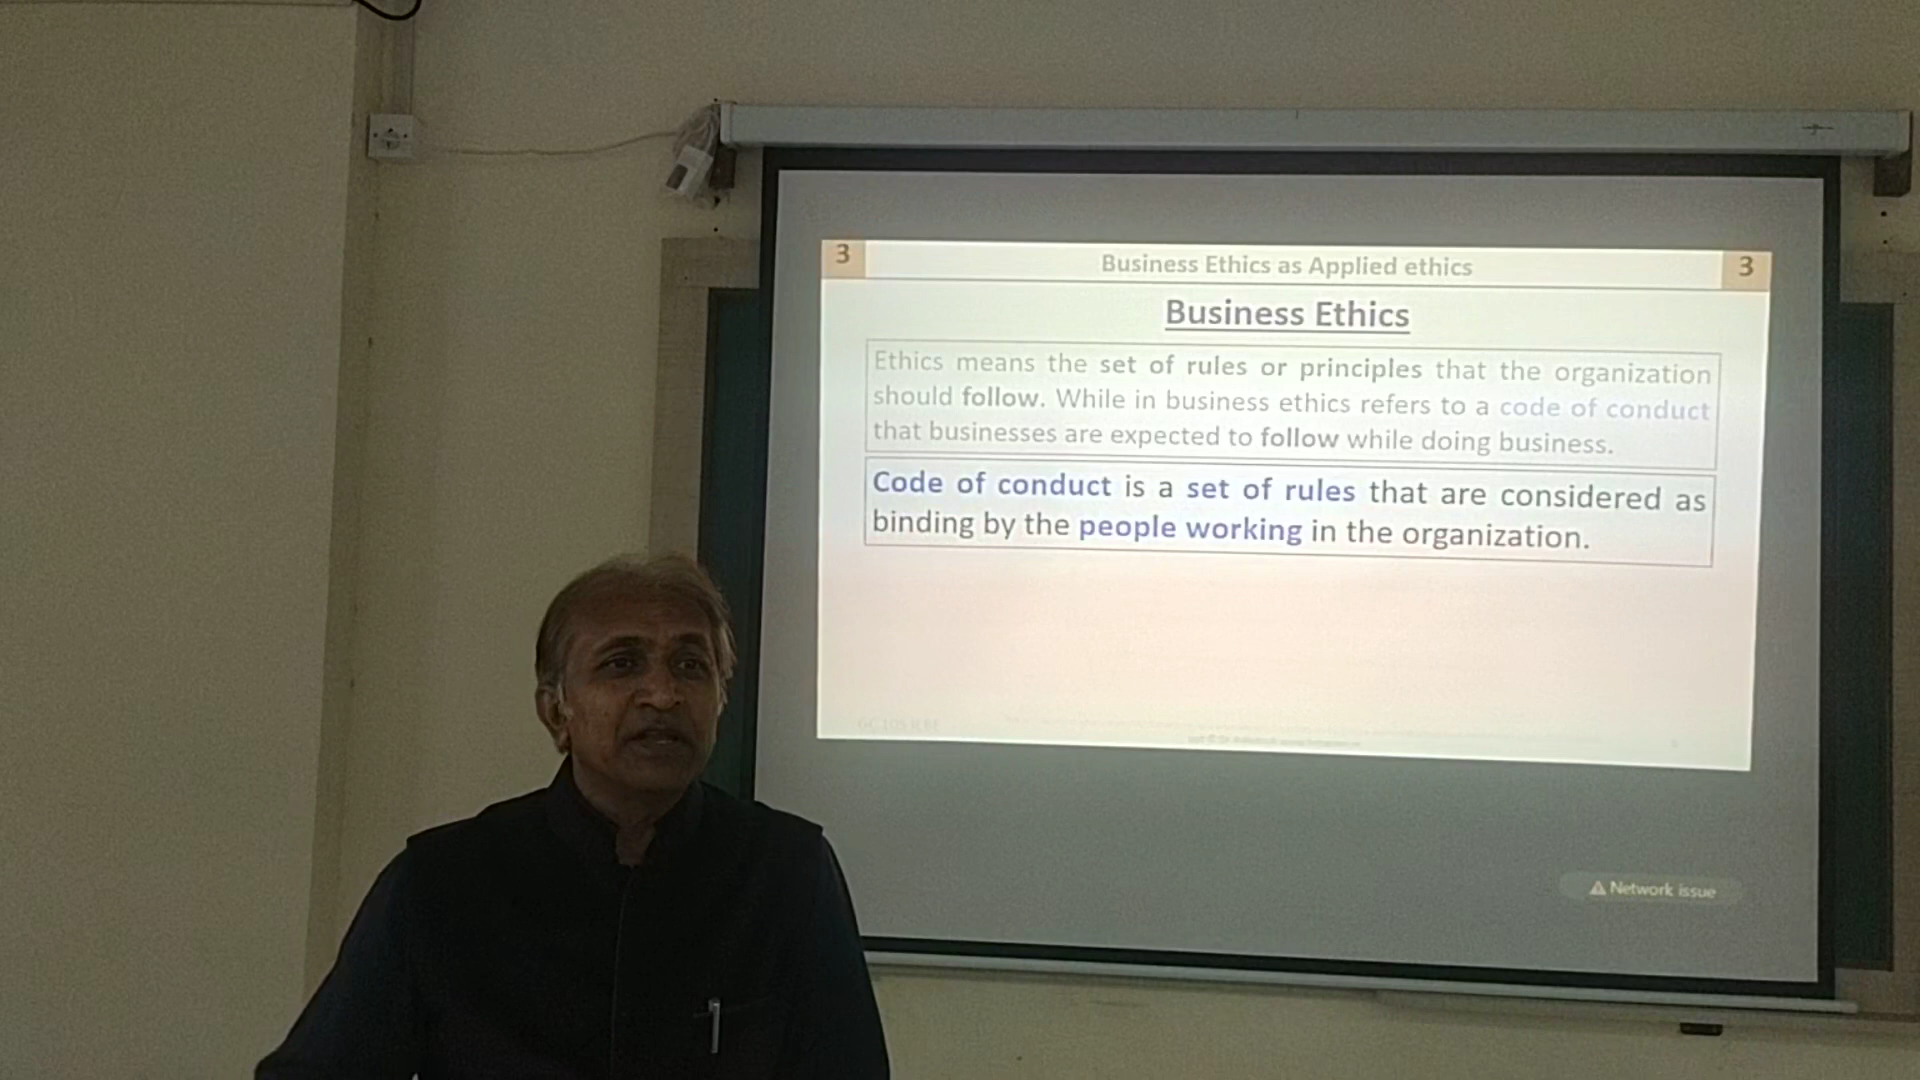 3 Business Ethics as Applied ethics 3
Business Ethics
Ethics means the set of rules or principles that the organization
should follow. While in business ethics refers to a code of conduct
that businesses are expected to follow while doing business.
Code of conduct is a set of rules that are considered as
binding by the people working in the organization.
Network issue